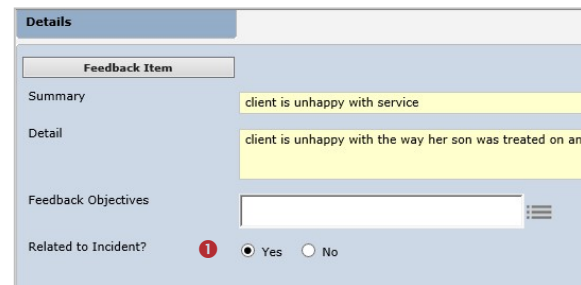 Details
Feedback Item
Summary
client is unhappy with service
Detail
client is unhappy with the way her son was treated on an
Feedback Objectives
Related to Incident? 1 Yes No